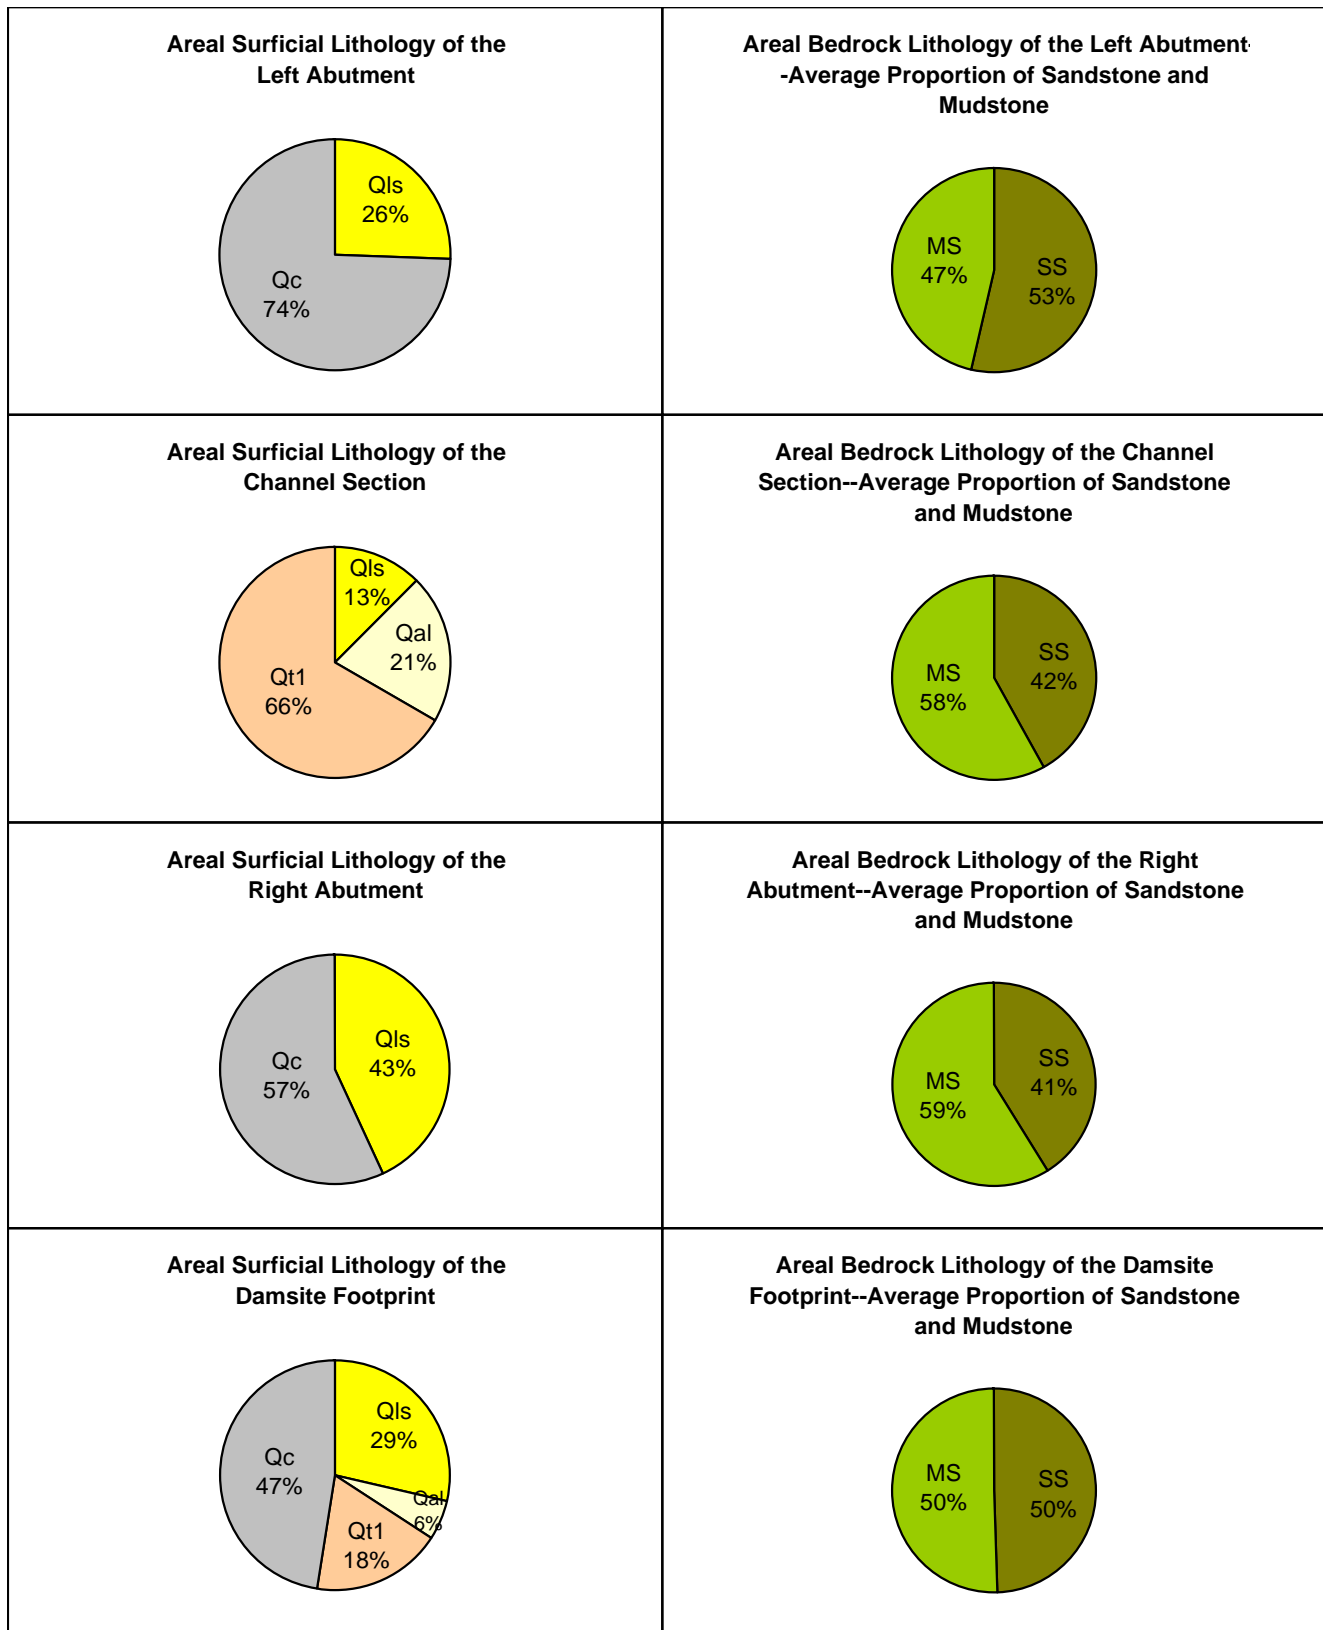 Areal Surficial Lithology of the
Left Abutment
Qls
26%
Qc
74%
Areal Bedrock Lithology of the Left Abutment-
-Average Proportion of Sandstone and
Mudstone
MS
47%
SS
53%
Areal Surficial Lithology of the
Channel Section
Qls
13%
Qal
21%
Qt1
66%
Areal Bedrock Lithology of the Channel
Section--Average Proportion of Sandstone
and Mudstone
SS
42%
MS
58%
Areal Surficial Lithology of the
Right Abutment
Qls
43%
Qc
57%
Areal Bedrock Lithology of the Right
Abutment--Average Proportion of Sandstone
and Mudstone
SS
41%
MS
59%
Areal Surficial Lithology of the
Damsite Footprint
Qls
29%
Qc
47%
Qal
6%
Qt1
18%
Areal Bedrock Lithology of the Damsite
Footprint--Average Proportion of Sandstone
and Mudstone
MS
50%
SS
50%